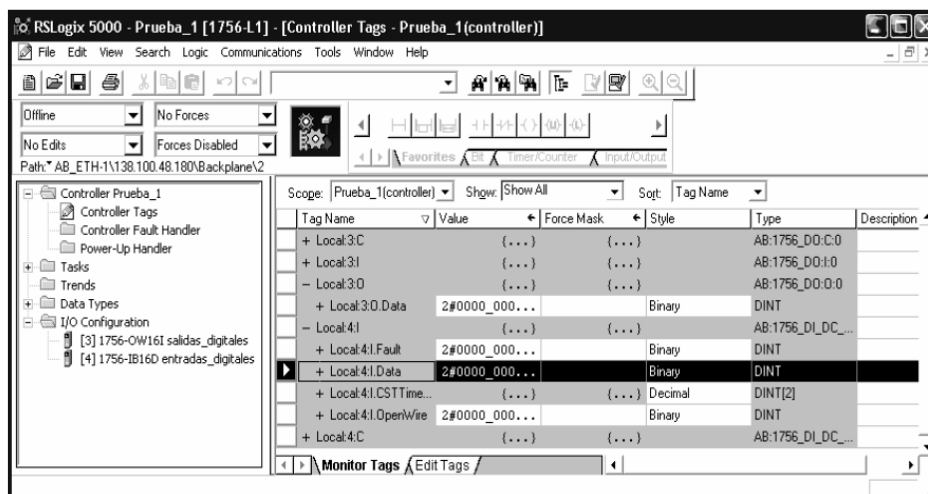 RSLogix 5000 - Prueba_1 [1756-L1] - [Controller Tags - Prueba_1(controller)]
File Edit View Search Logic Communications Tools Window Help
Offline No Forces
No Edits Forces Disabled
Path:* AB_ETH-1\138.100.48.180\Backplane\2
Favorites Bit Timer/Counter Input/Output
Controller Prueba_1
Controller Tags
Controller Fault Handler
Power-Up Handler
Tasks
Trends
Data Types
I/O Configuration
[3] 1756-OW16I salidas_digitales
[4] 1756-IB16D entradas_digitales
Scope: Prueba_1(controller) Show: Show All Sort: Tag Name
Tag Name Value Force Mask Style Type Description
+ Local:3:C {...} {...} AB:1756_DO:C:0
+ Local:3:I {...} {...} AB:1756_DO:I:0
- Local:3:O {...} {...} AB:1756_DO:O:0
+ Local:3:O.Data 2#0000_000... Binary DINT
- Local:4:I {...} {...} AB:1756_DI_DC_...
+ Local:4:I.Fault 2#0000_000... Binary DINT
+ Local:4:I.Data 2#0000_000... Binary DINT
+ Local:4:I.CSTTime... {...} {...} Decimal DINT[2]
+ Local:4:I.OpenWire 2#0000_000... Binary DINT
+ Local:4:C {...} {...} AB:1756_DI_DC_...
Monitor Tags Edit Tags